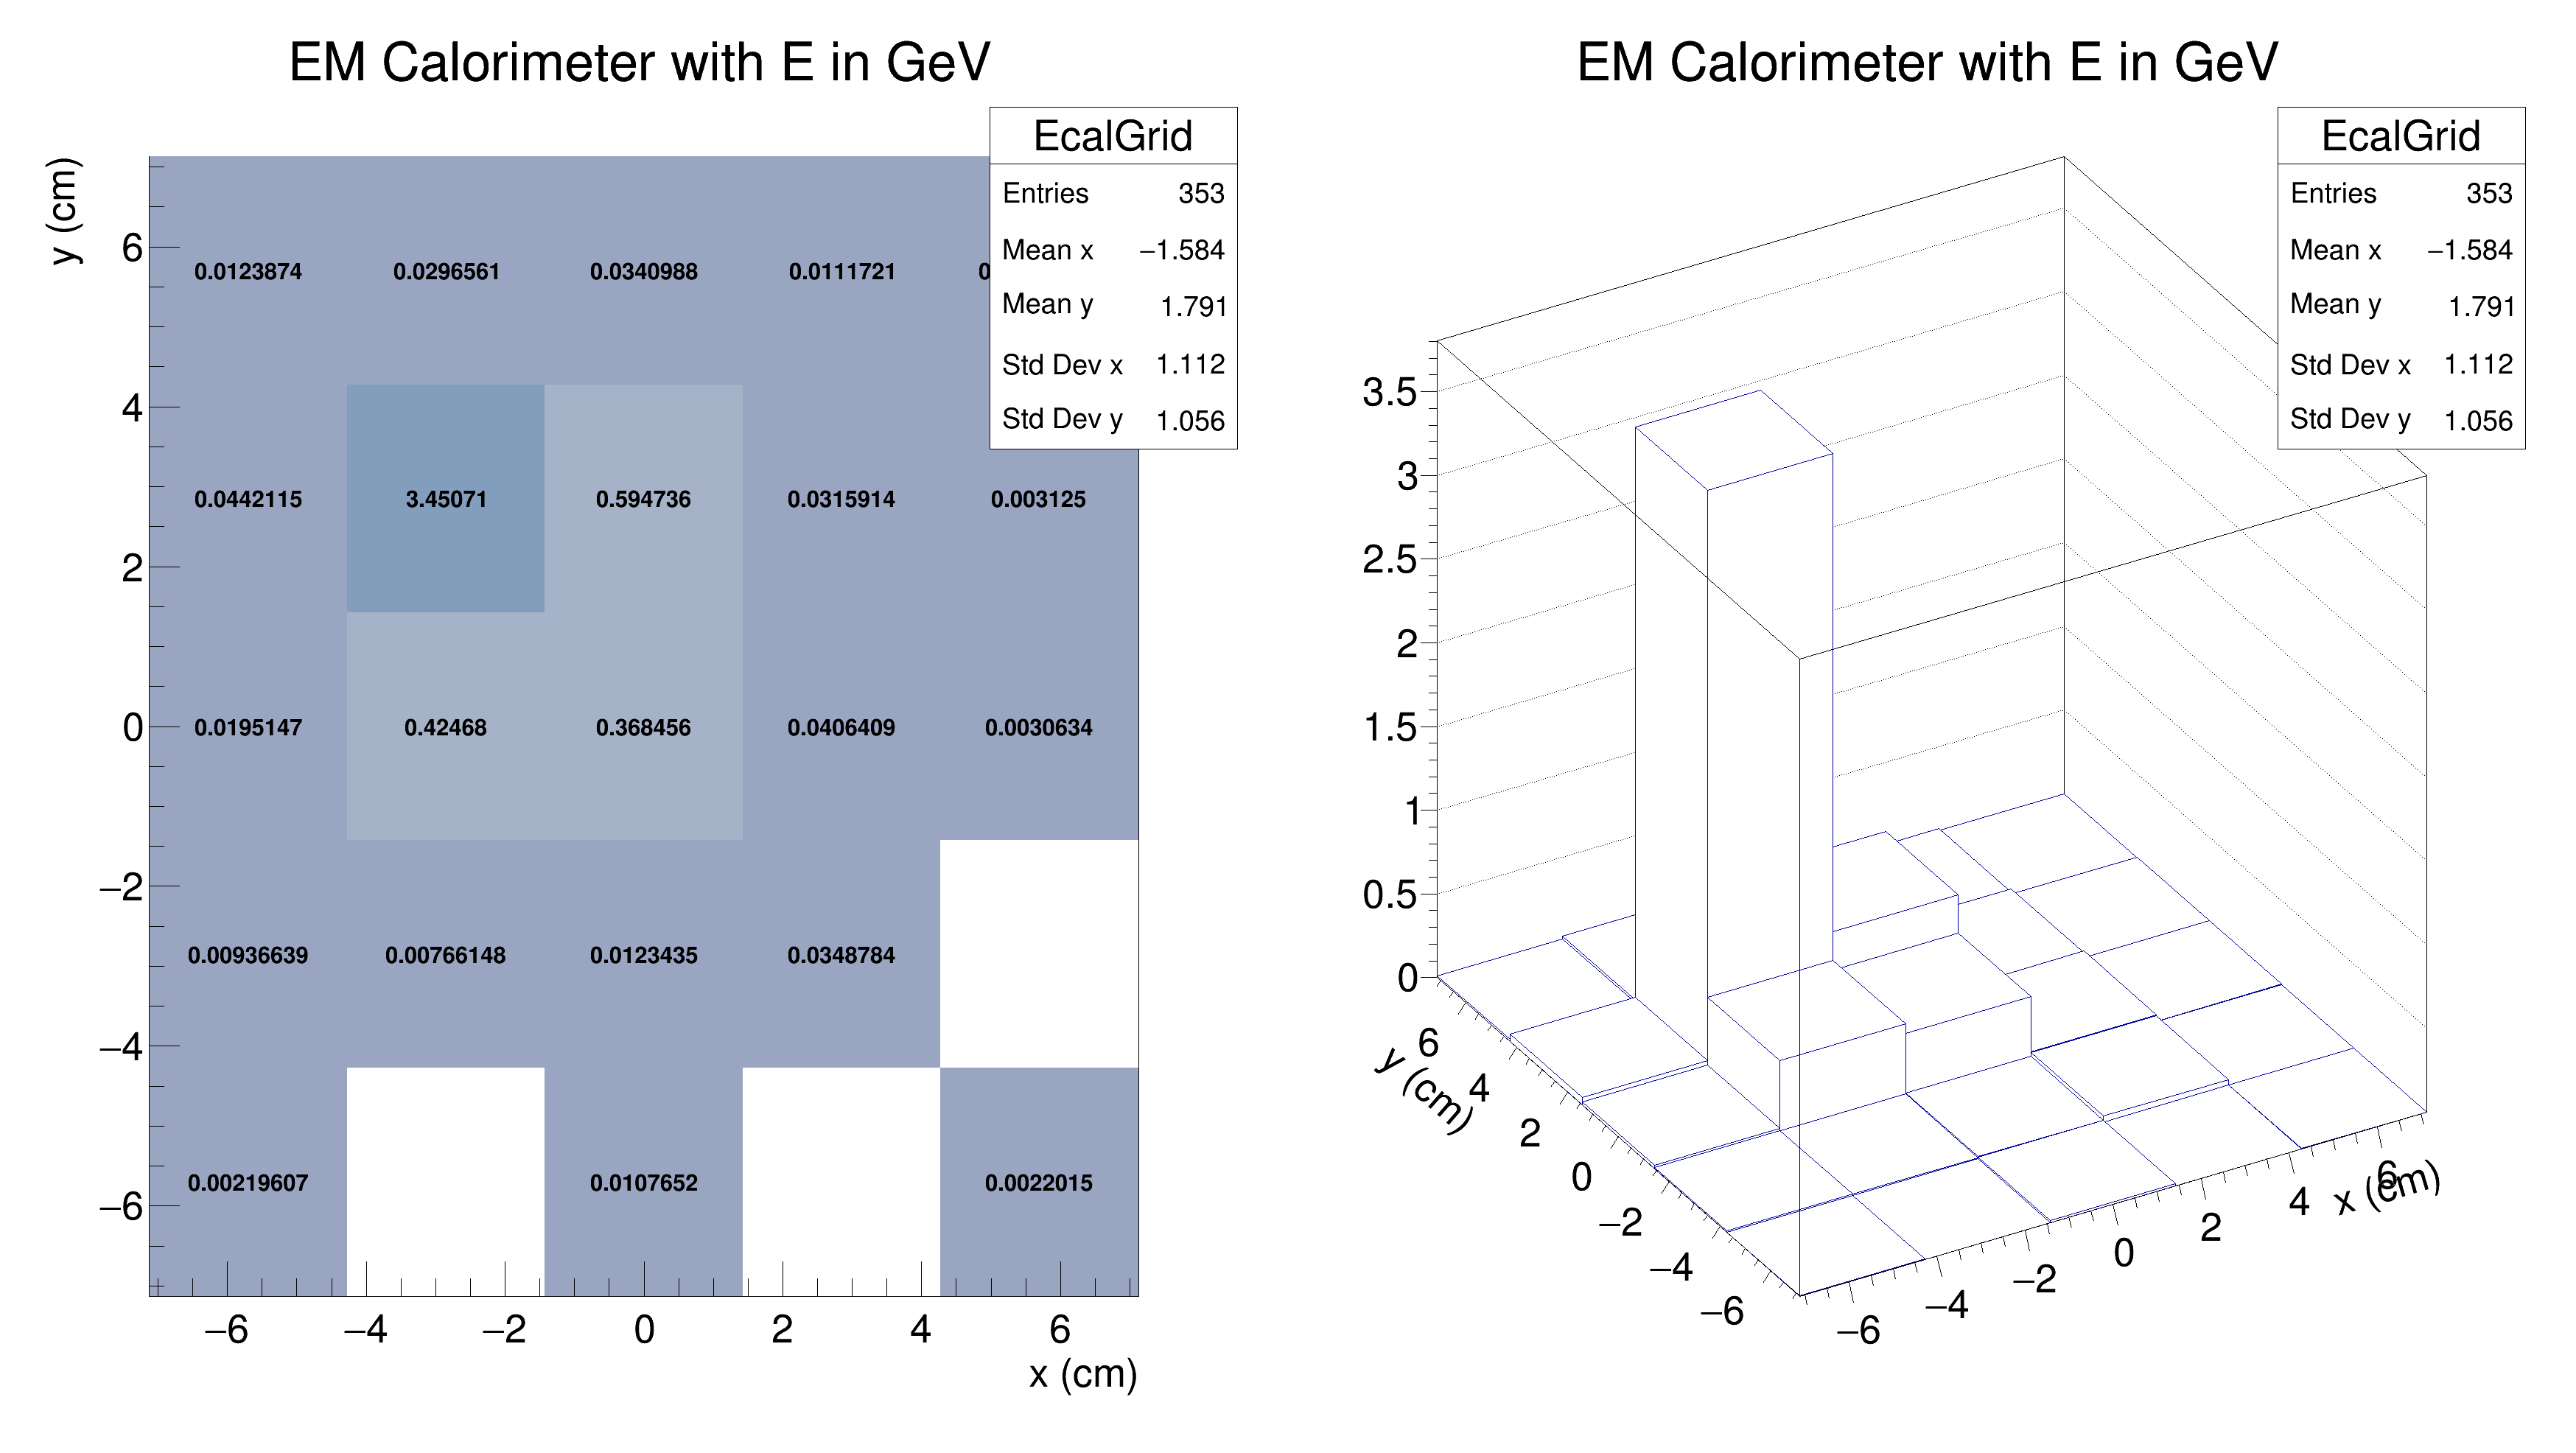 EM Calorimeter with E in GeV
EcalGrid
Entries 353
Mean x −1.584
Mean y 1.791
Std Dev x 1.112
Std Dev y 1.056
y (cm)
6
4
2
0
−2
−4
−6
0.0123874 0.0296561 0.0340988 0.0111721
0.0442115 3.45071 0.594736 0.0315914 0.003125
0.0195147 0.42468 0.368456 0.0406409 0.0030634
0.00936639 0.00766148 0.0123435 0.0348784
0.00219607 0.0107652 0.0022015
−6 −4 −2 0 2 4 6
x (cm)
EM Calorimeter with E in GeV
EcalGrid
Entries 353
Mean x −1.584
Mean y 1.791
Std Dev x 1.112
Std Dev y 1.056
3.5
3
2.5
2
1.5
1
0.5
0
y (cm)
6
4
2
0
−2
−4
−6
−6 −4 −2 0 2 4 6
x (cm)